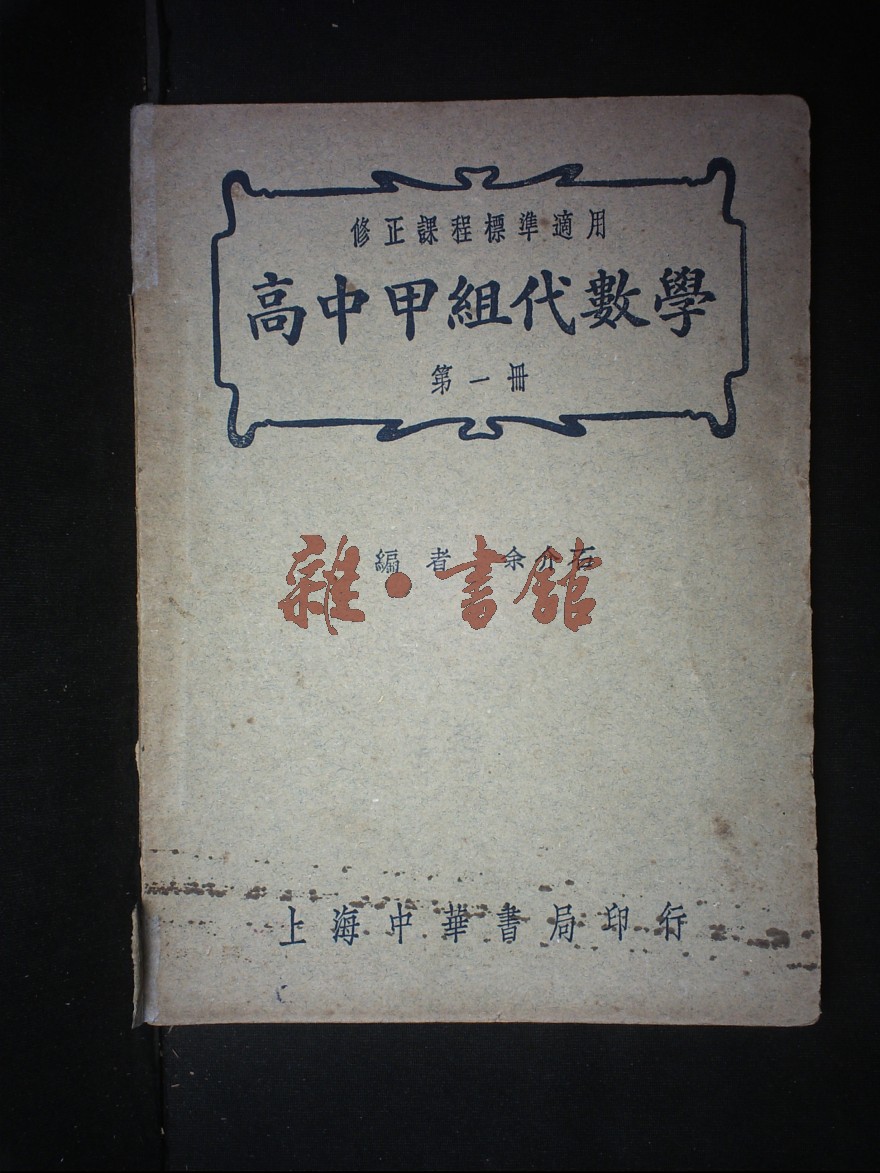 修正課程標準適用
高中甲組代數學
第一冊
編者 余介石
雜·書館
上海中華書局印行